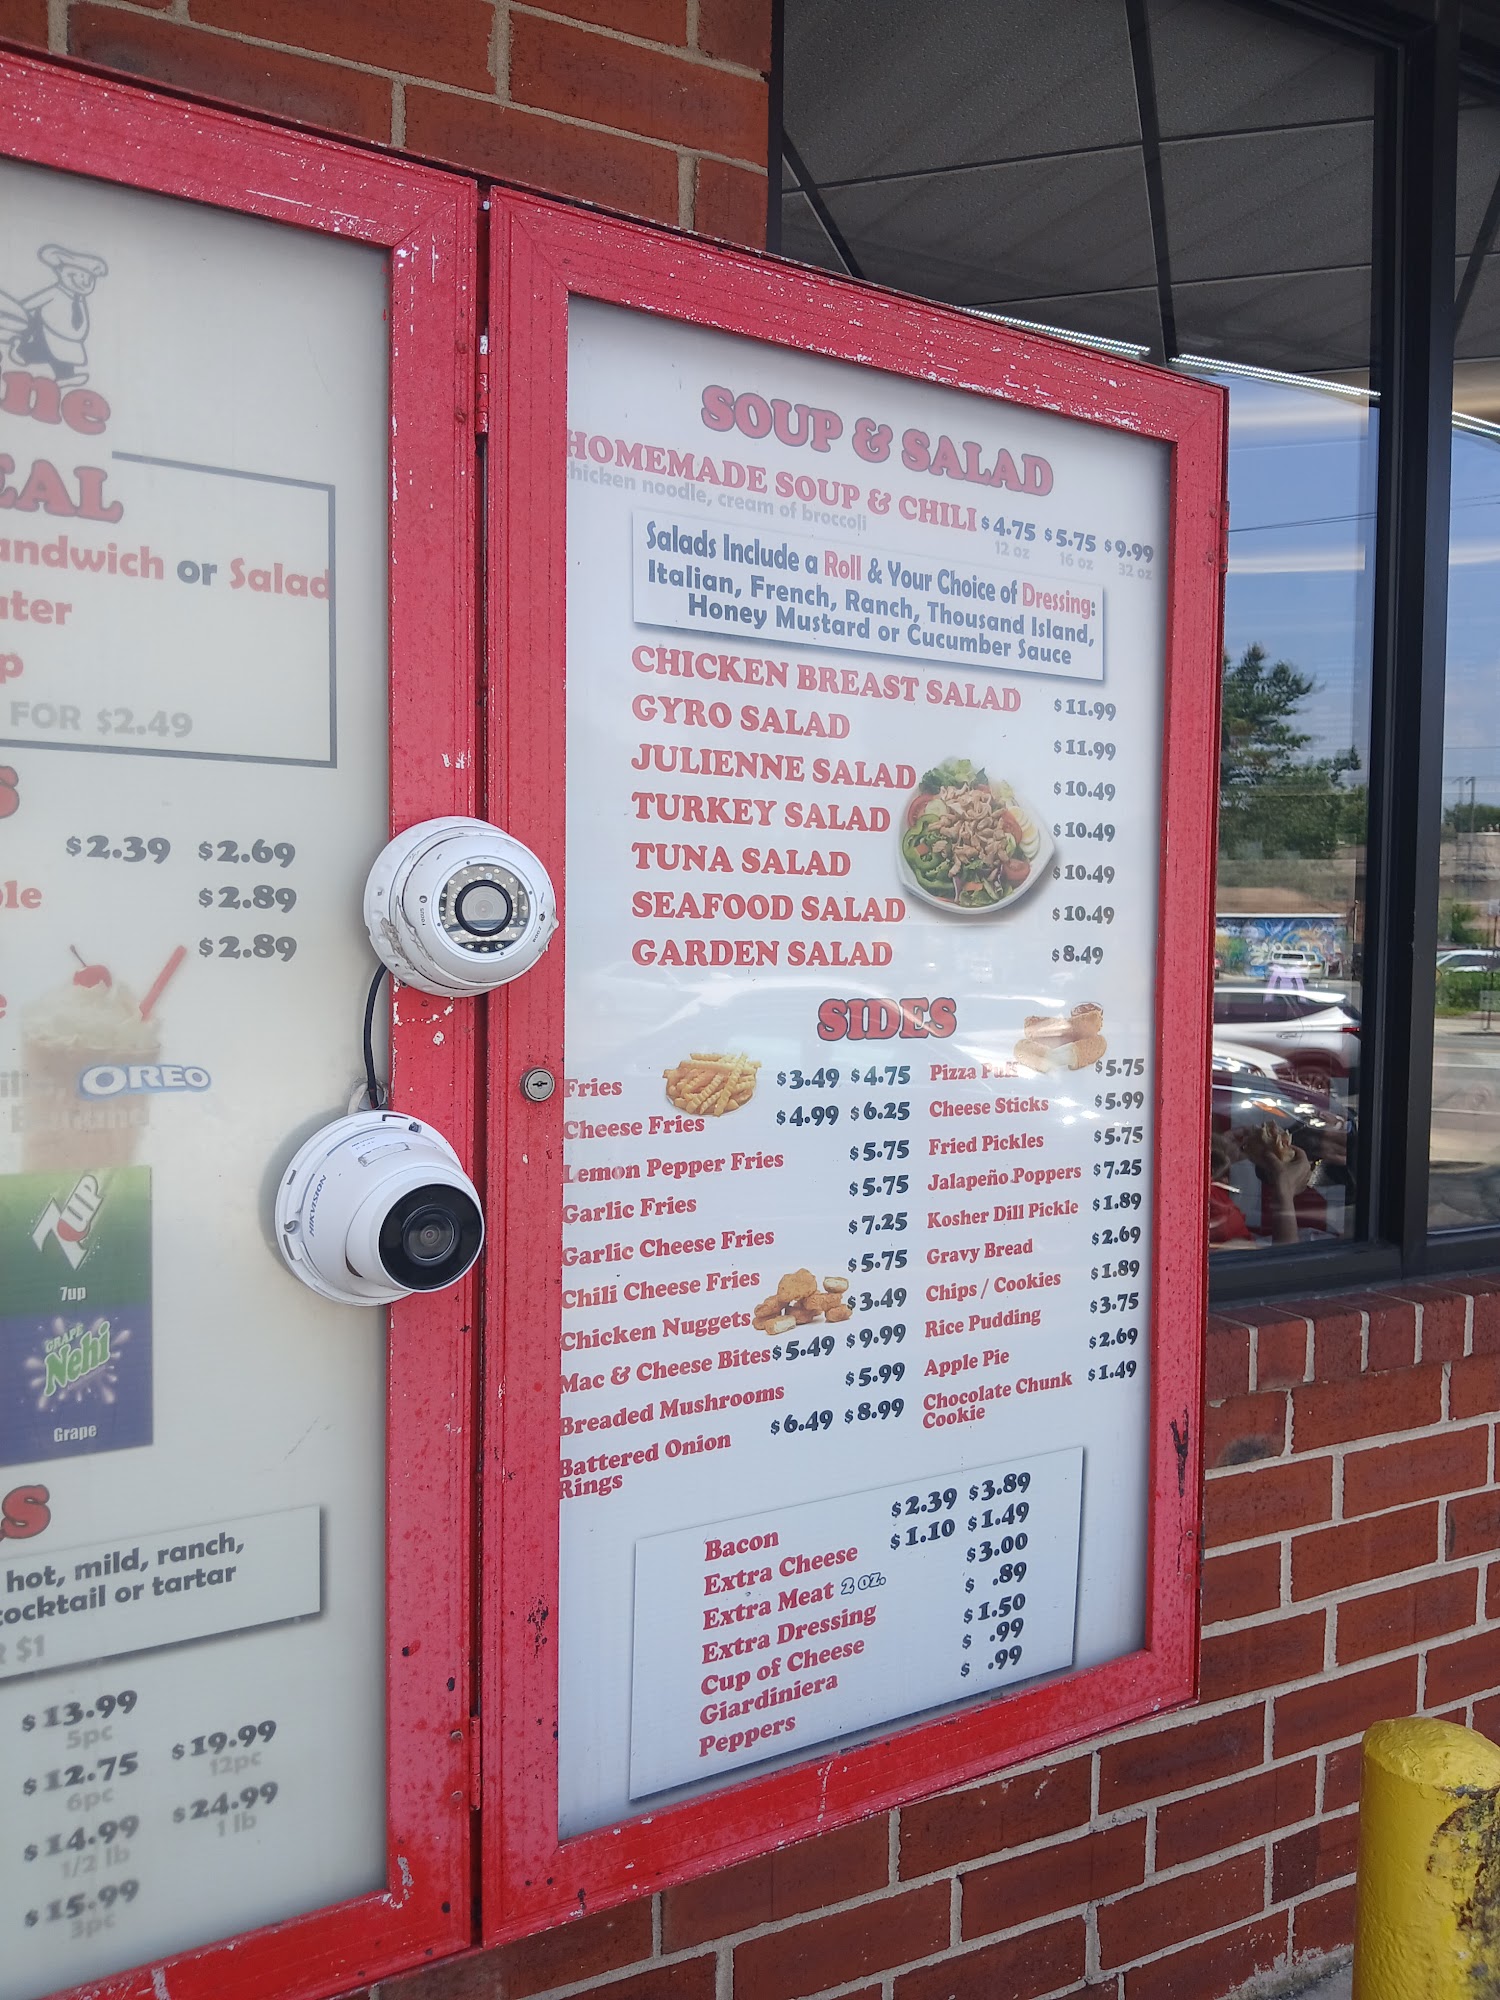 ne
EAL
andwich or Salad
ater
p
FOR $2.49
S
$2.39 $2.69
le $2.89
$2.89
e
OREO
7UP
7up
GRAPE
Nehi
Grape
S
hot, mild, ranch,
cocktail or tartar
R $1
$13.99
5pc
$12.75 $19.99
6pc 12pc
$14.99 $24.99
1/2 lb 1 lb
$15.99
3pc
HIKVISION
SOUP & SALAD
HOMEMADE SOUP & CHILI $4.75 $5.75 $9.99
chicken noodle, cream of broccoli 12 oz 16 oz 32 oz
Salads Include a Roll & Your Choice of Dressing:
Italian, French, Ranch, Thousand Island,
Honey Mustard or Cucumber Sauce
CHICKEN BREAST SALAD $11.99
GYRO SALAD $11.99
JULIENNE SALAD $10.49
TURKEY SALAD $10.49
TUNA SALAD $10.49
SEAFOOD SALAD $10.49
GARDEN SALAD $8.49
SIDES
Fries $3.49 $4.75
Cheese Fries $4.99 $6.25
Lemon Pepper Fries $5.75
Garlic Fries $5.75
Garlic Cheese Fries $7.25
Chili Cheese Fries $5.75
Chicken Nuggets $3.49
Mac & Cheese Bites $5.49 $9.99
Breaded Mushrooms $5.99
Battered Onion $6.49 $8.99
Rings
Pizza Puff $5.75
Cheese Sticks $5.99
Fried Pickles $5.75
Jalapeño Poppers $7.25
Kosher Dill Pickle $1.89
Gravy Bread $2.69
Chips / Cookies $1.89
Rice Pudding $3.75
Apple Pie $2.69
Chocolate Chunk $1.49
Cookie
Bacon $2.39 $3.89
Extra Cheese $1.10 $1.49
Extra Meat 2 oz. $3.00
Extra Dressing $ .89
Cup of Cheese $1.50
Giardiniera $ .99
Peppers $ .99